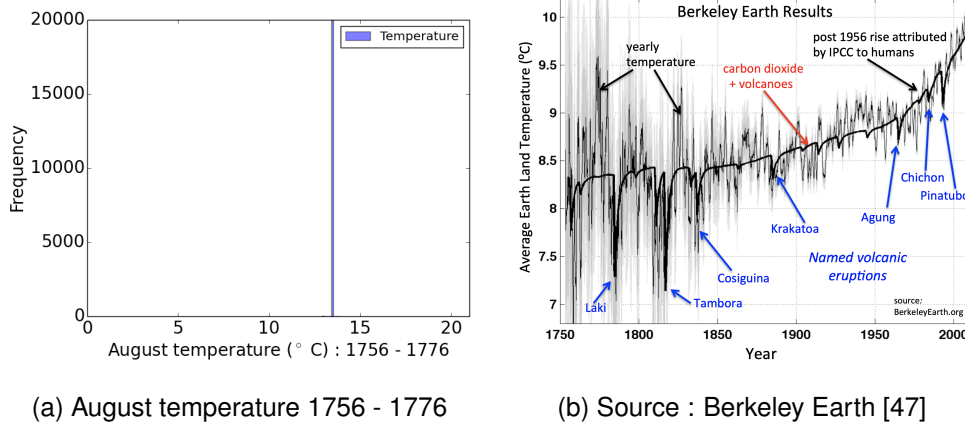 20000
15000
10000
5000
0
Frequency
Temperature
0 5 10 15 20
August temperature (° C) : 1756 - 1776
(a) August temperature 1756 - 1776
Berkeley Earth Results
10
9.5
9
8.5
8
7.5
7
Average Earth Land Temperature (°C)
yearly
temperature
carbon dioxide
+ volcanoes
post 1956 rise attributed
by IPCC to humans
Laki
Tambora
Cosiguina
Krakatoa
Agung
Chichon
Pinatubo
Named volcanic
eruptions
source:
BerkeleyEarth.org
1750 1800 1850 1900 1950 2000
Year
(b) Source : Berkeley Earth [47]